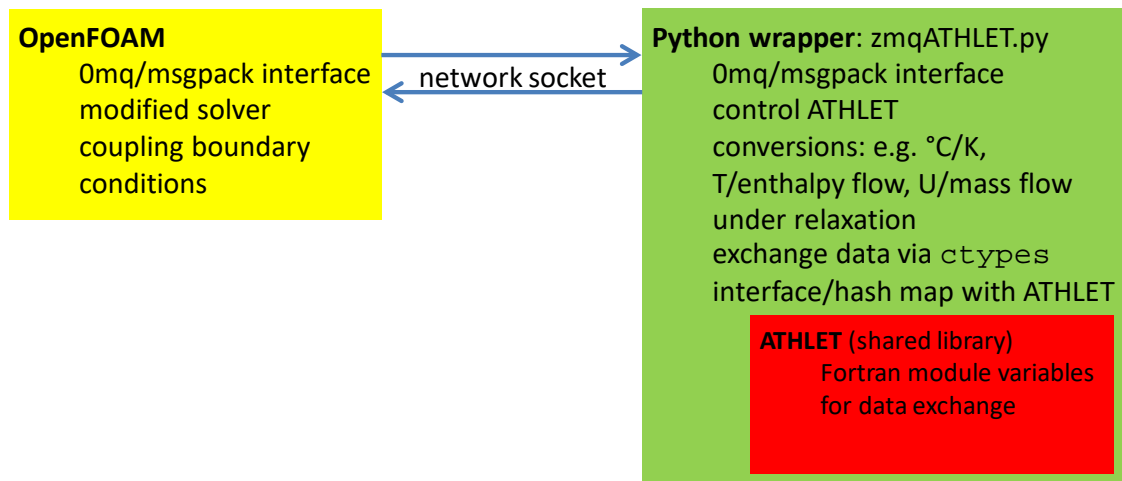 OpenFOAM
0mq/msgpack interface
modified solver
coupling boundary
conditions
network socket
Python wrapper: zmqATHLET.py
0mq/msgpack interface
control ATHLET
conversions: e.g. °C/K,
T/enthalpy flow, U/mass flow
under relaxation
exchange data via ctypes
interface/hash map with ATHLET
ATHLET (shared library)
Fortran module variables
for data exchange